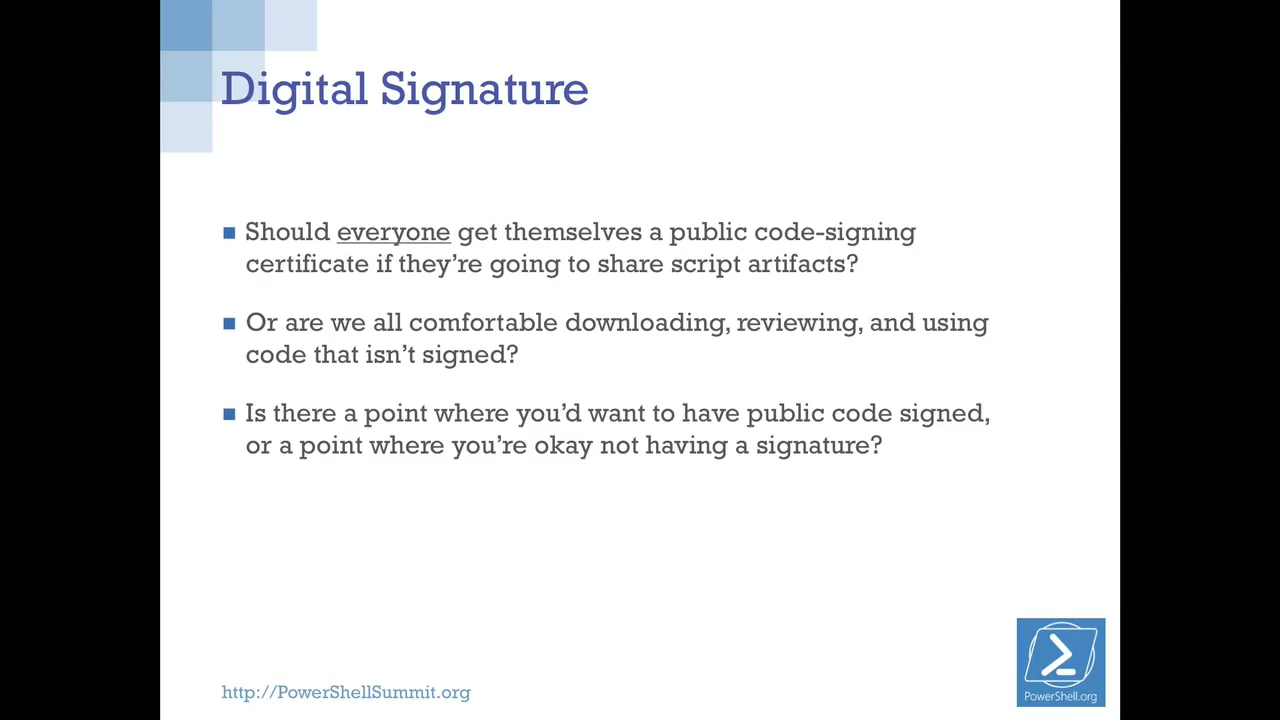 Digital Signature
Should everyone get themselves a public code-signing
certificate if they’re going to share script artifacts?
Or are we all comfortable downloading, reviewing, and using
code that isn’t signed?
Is there a point where you’d want to have public code signed,
or a point where you’re okay not having a signature?
http://PowerShellSummit.org
PowerShell.org